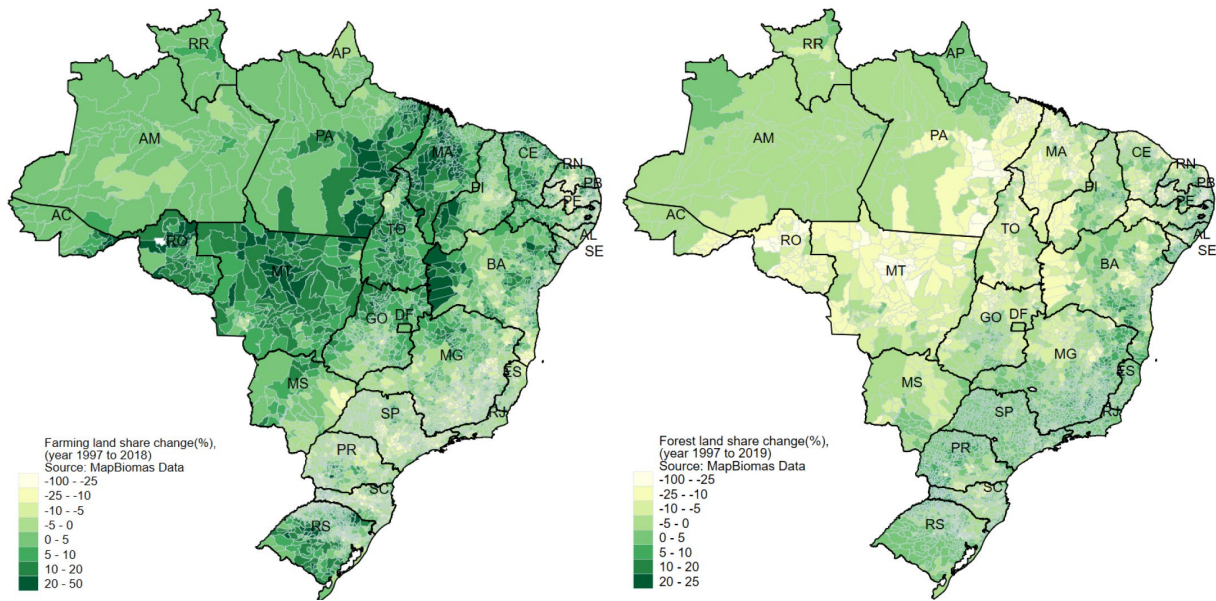 RR
AP
AM
PA
MA
CE
RN
PB
PE
PI
AL
SE
AC
RO
TO
BA
MT
GO
DF
MG
ES
MS
SP
RJ
PR
SC
RS
Farming land share change(%),
(year 1997 to 2018)
Source: MapBiomas Data
-100 - -25
-25 - -10
-10 - -5
-5 - 0
0 - 5
5 - 10
10 - 20
20 - 50
RR
AP
AM
PA
MA
CE
RN
PB
PE
PI
AL
SE
AC
RO
TO
BA
MT
GO
DF
MG
ES
MS
SP
RJ
PR
SC
RS
Forest land share change(%),
(year 1997 to 2019)
Source: MapBiomas Data
-100 - -25
-25 - -10
-10 - -5
-5 - 0
0 - 5
5 - 10
10 - 20
20 - 25